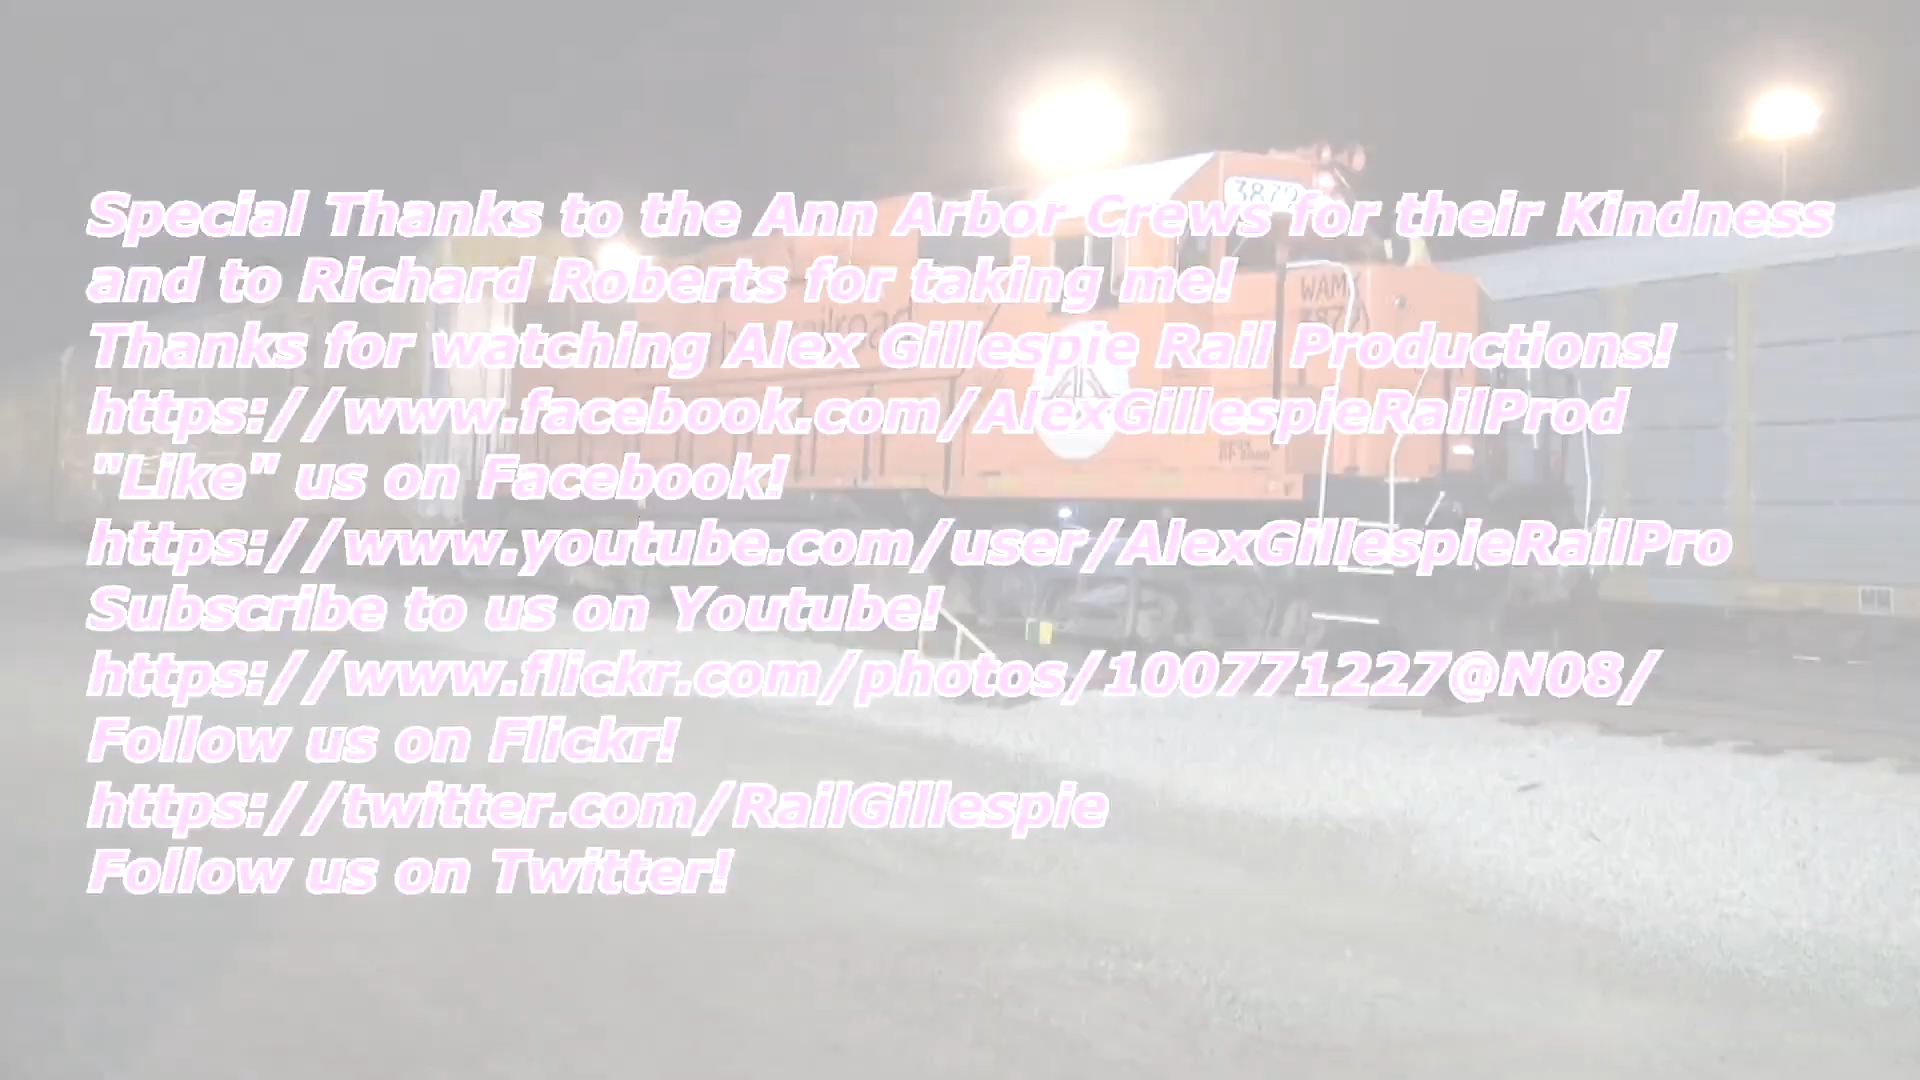 Special Thanks to the Ann Arbor Crews for their Kindness
and to Richard Roberts for taking me!
Thanks for watching Alex Gillespie Rail Productions!
https://www.facebook.com/AlexGillespieRailProd
"Like" us on Facebook!
https://www.youtube.com/user/AlexGillespieRailPro
Subscribe to us on Youtube!
https://www.flickr.com/photos/100771227@N08/
Follow us on Flickr!
https://twitter.com/RailGillespie
Follow us on Twitter!
3879
WAMX
railroad